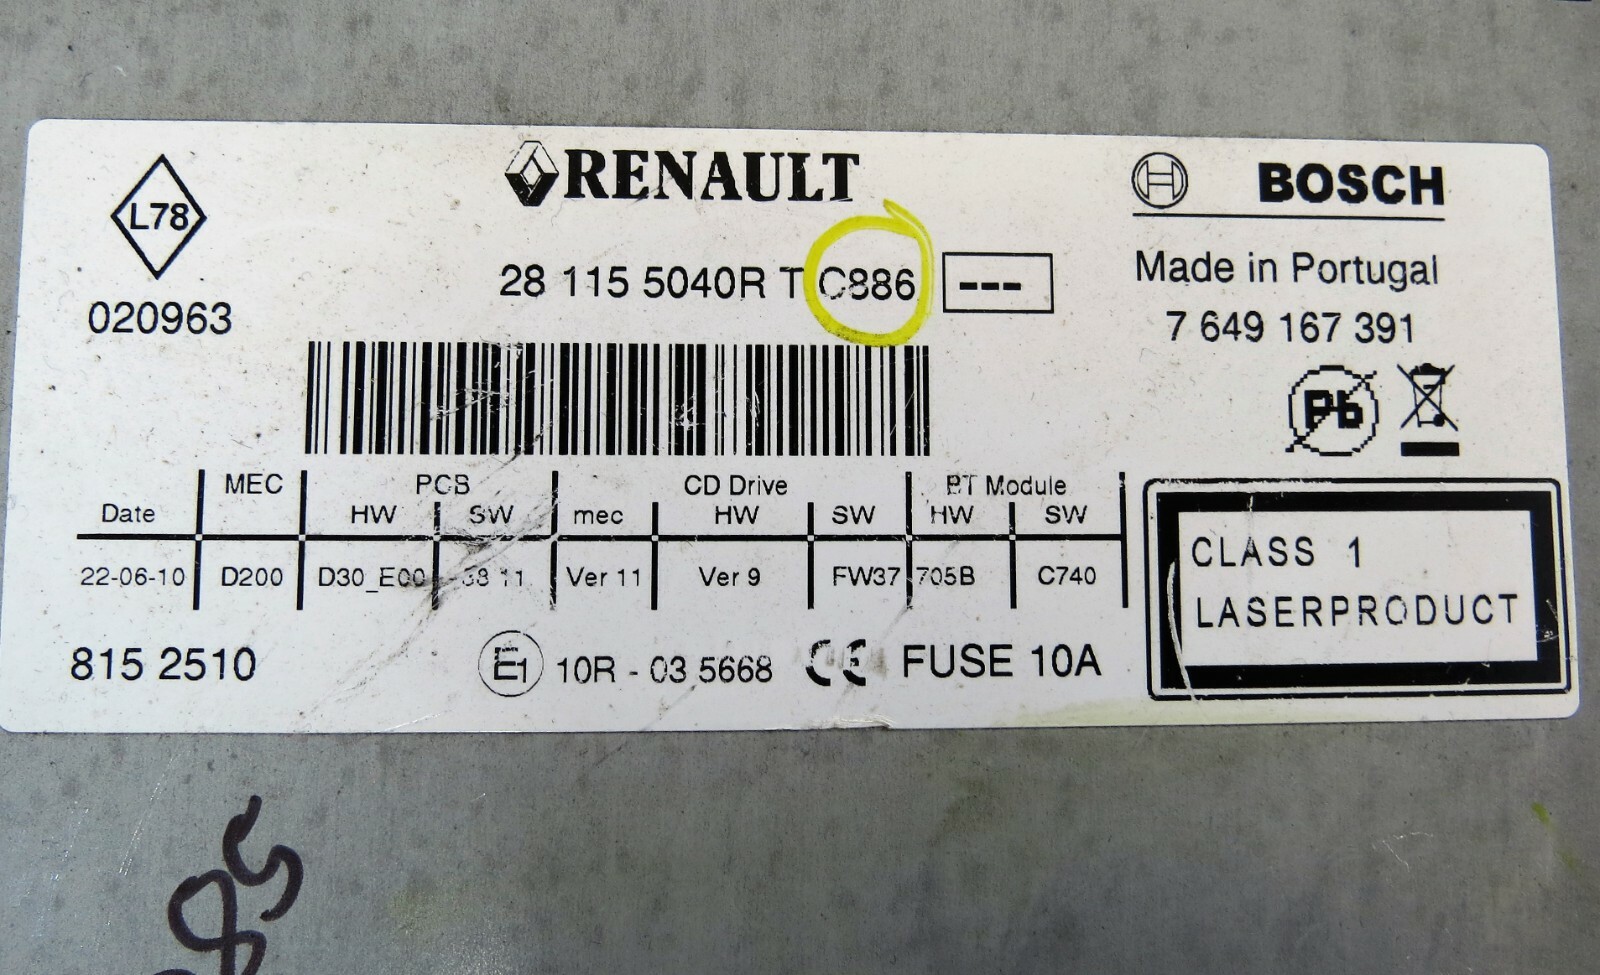 L78
020963
RENAULT
28 115 5040R T C886 ---
BOSCH
Made in Portugal
7 649 167 391
Pb
MEC PCB CD Drive BT Module
Date HW SW mec HW SW HW SW
22-06-10 D200 D30_E00 11 Ver 11 Ver 9 FW37 705B C740
815 2510
E1 10R - 03 5668 CE FUSE 10A
CLASS 1
LASERPRODUCT